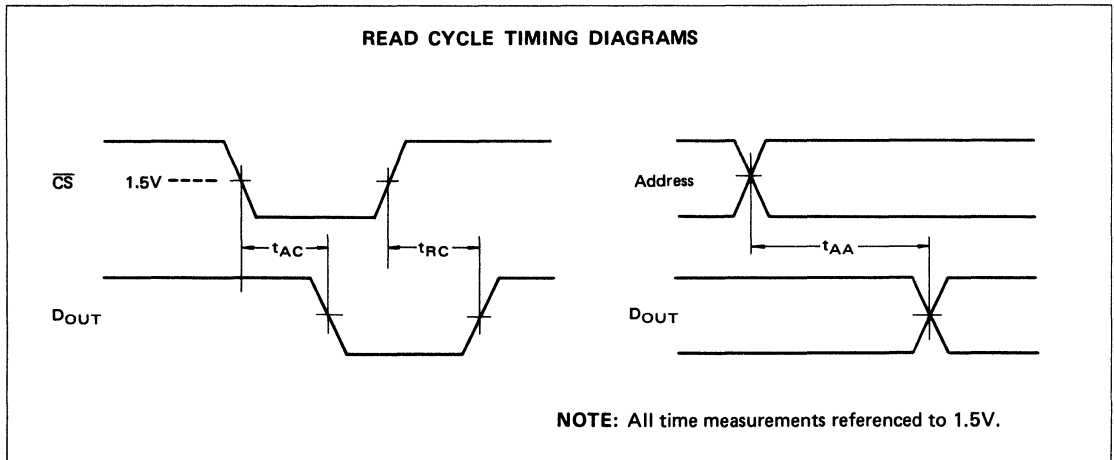 READ CYCLE TIMING DIAGRAMS
C̅S̅ 1.5V
tAC
tRC
DOUT
Address
tAA
DOUT
NOTE: All time measurements referenced to 1.5V.